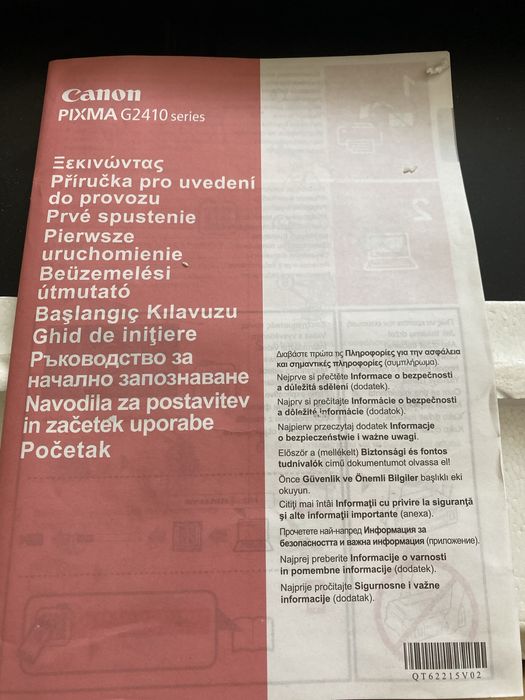 Canon
PIXMA G2410 series
Ξεκινώντας
Příručka pro uvedení
do provozu
Prvé spustenie
Pierwsze
uruchomienie
Beüzemelési
útmutató
Başlangıç Kılavuzu
Ghid de iniţiere
Ръководство за
начално запознаване
Navodila za postavitev
in začetek uporabe
Početak
1
2
Διαβάστε πρώτα τις Πληροφορίες για την ασφάλεια
και σημαντικές πληροφορίες (συμπλήρωμα).
Nejprve si přečtěte Informace o bezpečnosti
a důležitá sdělení (dodatek).
Najprv si prečítajte Informácie o bezpečnosti
a dôležité informácie (dodatok).
Najpierw przeczytaj dodatek Informacje
o bezpieczeństwie i ważne uwagi.
Először a (mellékelt) Biztonsági és fontos
tudnivalók című dokumentumot olvassa el!
Önce Güvenlik ve Önemli Bilgiler başlıklı eki
okuyun.
Citiţi mai întâi Informaţii cu privire la siguranţă
şi alte informaţii importante (anexa).
Прочетете най-напред Информация за
безопасността и важна информация (приложение).
Najprej preberite Informacije o varnosti
in pomembne informacije (dodatek).
Najprije pročitajte Sigurnosne i važne
informacije (dodatak).
QT62215V02